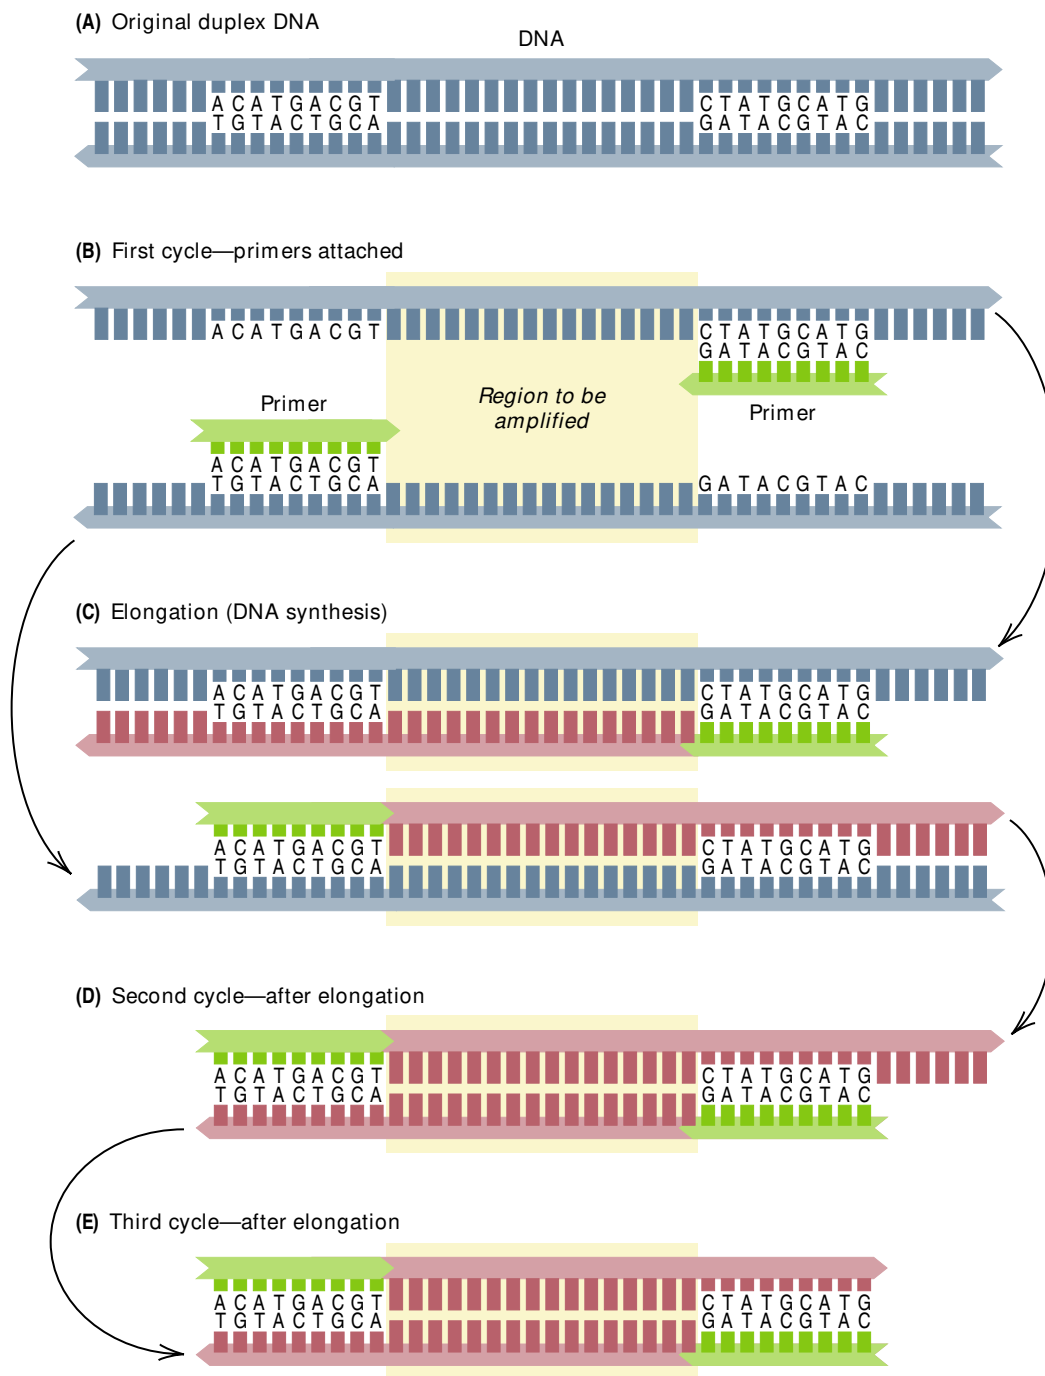 (A) Original duplex DNA
DNA
A C A T G A C G T
T G T A C T G C A
C T A T G C A T G
G A T A C G T A C
(B) First cycle—primers attached
A C A T G A C G T
C T A T G C A T G
G A T A C G T A C
Region to be
amplified
Primer
Primer
A C A T G A C G T
T G T A C T G C A
G A T A C G T A C
(C) Elongation (DNA synthesis)
A C A T G A C G T
T G T A C T G C A
C T A T G C A T G
G A T A C G T A C
A C A T G A C G T
T G T A C T G C A
C T A T G C A T G
G A T A C G T A C
(D) Second cycle—after elongation
A C A T G A C G T
T G T A C T G C A
C T A T G C A T G
G A T A C G T A C
(E) Third cycle—after elongation
A C A T G A C G T
T G T A C T G C A
C T A T G C A T G
G A T A C G T A C